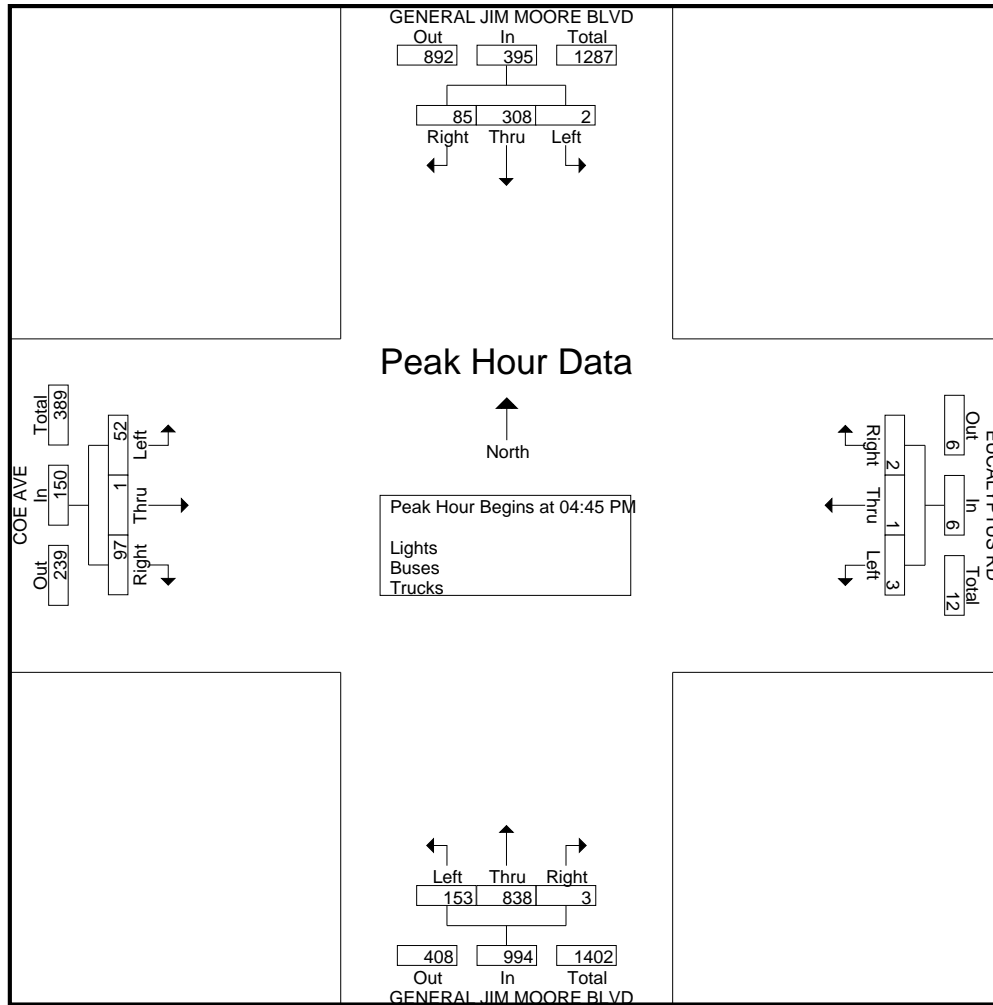 GENERAL JIM MOORE BLVD
Out In Total
892 395 1287
85 308 2
Right Thru Left
Peak Hour Data
North
Peak Hour Begins at 04:45 PM
Lights
Buses
Trucks
COE AVE
Total In Out
389 150 239
52 1 97
Left Thru Right
Right Thru Left
2 1 3
Out In Total
6 6 12
EUCALYPTUS RD
Left Thru Right
153 838 3
408 994 1402
Out In Total
GENERAL JIM MOORE BLVD